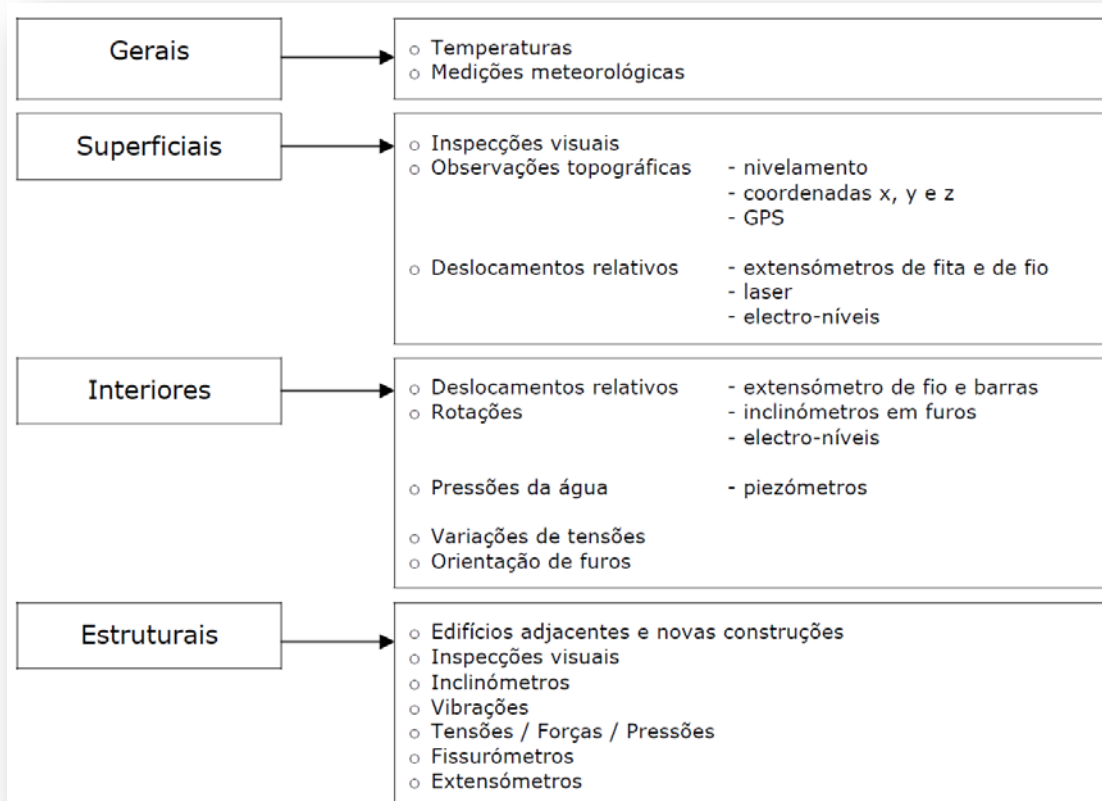 Gerais
○ Temperaturas
○ Medições meteorológicas
Superficiais
○ Inspecções visuais
○ Observações topográficas - nivelamento
- coordenadas x, y e z
- GPS
○ Deslocamentos relativos - extensómetros de fita e de fio
- laser
- electro-níveis
Interiores
○ Deslocamentos relativos - extensómetro de fio e barras
○ Rotações - inclinómetros em furos
- electro-níveis
○ Pressões da água - piezómetros
○ Variações de tensões
○ Orientação de furos
Estruturais
○ Edifícios adjacentes e novas construções
○ Inspecções visuais
○ Inclinómetros
○ Vibrações
○ Tensões / Forças / Pressões
○ Fissurómetros
○ Extensómetros